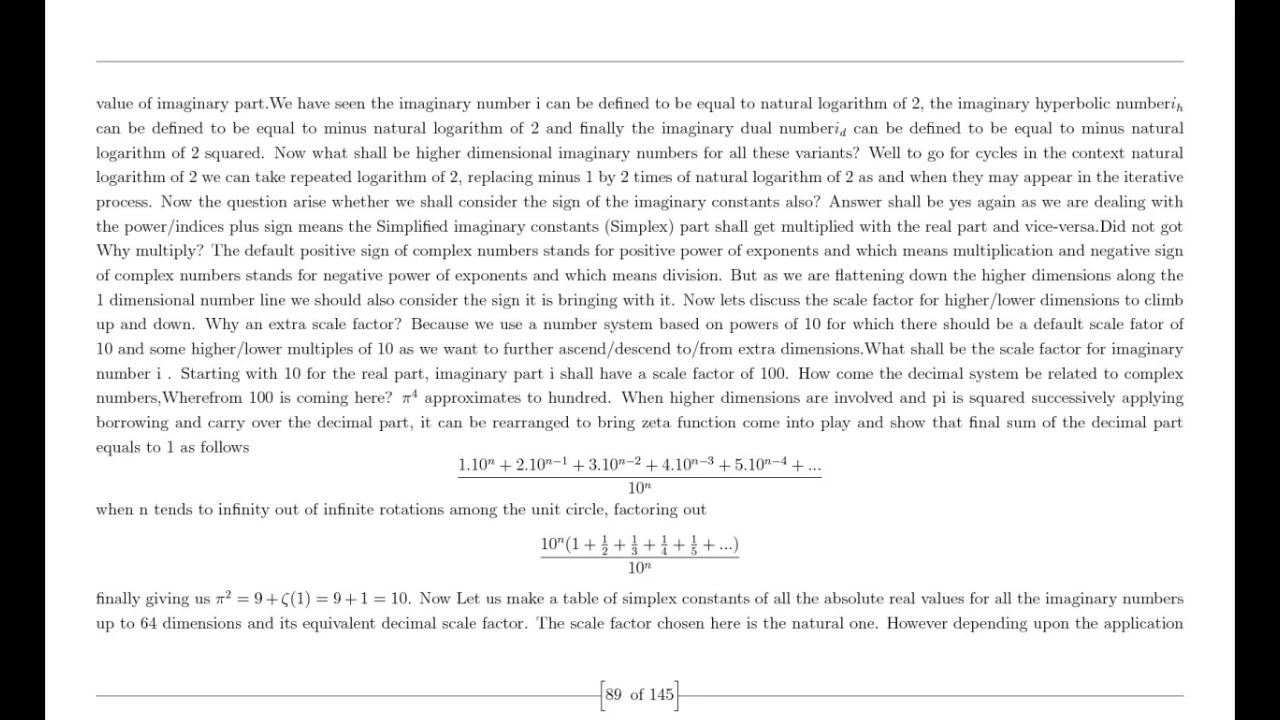 value of imaginary part.We have seen the imaginary number i can be defined to be equal to natural logarithm of 2, the imaginary hyperbolic numberiₕ
can be defined to be equal to minus natural logarithm of 2 and finally the imaginary dual numberi_d can be defined to be equal to minus natural
logarithm of 2 squared. Now what shall be higher dimensional imaginary numbers for all these variants? Well to go for cycles in the context natural
logarithm of 2 we can take repeated logarithm of 2, replacing minus 1 by 2 times of natural logarithm of 2 as and when they may appear in the iterative
process. Now the question arise whether we shall consider the sign of the imaginary constants also? Answer shall be yes again as we are dealing with
the power/indices plus sign means the Simplified imaginary constants (Simplex) part shall get multiplied with the real part and vice-versa.Did not got
Why multiply? The default positive sign of complex numbers stands for positive power of exponents and which means multiplication and negative sign
of complex numbers stands for negative power of exponents and which means division. But as we are flattening down the higher dimensions along the
1 dimensional number line we should also consider the sign it is bringing with it. Now lets discuss the scale factor for higher/lower dimensions to climb
up and down. Why an extra scale factor? Because we use a number system based on powers of 10 for which there should be a default scale fator of
10 and some higher/lower multiples of 10 as we want to further ascend/descend to/from extra dimensions.What shall be the scale factor for imaginary
number i . Starting with 10 for the real part, imaginary part i shall have a scale factor of 100. How come the decimal system be related to complex
numbers,Wherefrom 100 is coming here? π⁴ approximates to hundred. When higher dimensions are involved and pi is squared successively applying
borrowing and carry over the decimal part, it can be rearranged to bring zeta function come into play and show that final sum of the decimal part
equals to 1 as follows
1.10ⁿ + 2.10ⁿ⁻¹ + 3.10ⁿ⁻² + 4.10ⁿ⁻³ + 5.10ⁿ⁻⁴ + ...
10ⁿ
when n tends to infinity out of infinite rotations among the unit circle, factoring out
10ⁿ(1 + 1/2 + 1/3 + 1/4 + 1/5 + ...)
10ⁿ
finally giving us π² = 9 + ζ(1) = 9 + 1 = 10. Now Let us make a table of simplex constants of all the absolute real values for all the imaginary numbers
up to 64 dimensions and its equivalent decimal scale factor. The scale factor chosen here is the natural one. However depending upon the application
[89 of 145]